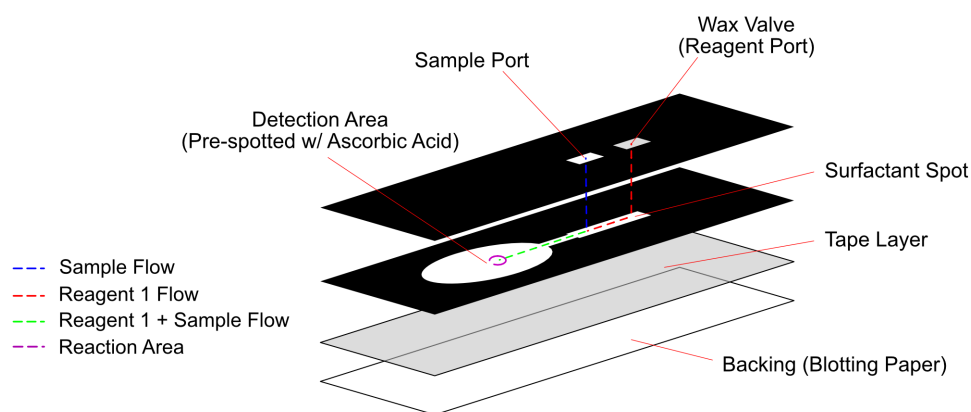 Wax Valve
(Reagent Port)
Sample Port
Detection Area
(Pre-spotted w/ Ascorbic Acid)
Surfactant Spot
Tape Layer
Sample Flow
Reagent 1 Flow
Reagent 1 + Sample Flow
Reaction Area
Backing (Blotting Paper)